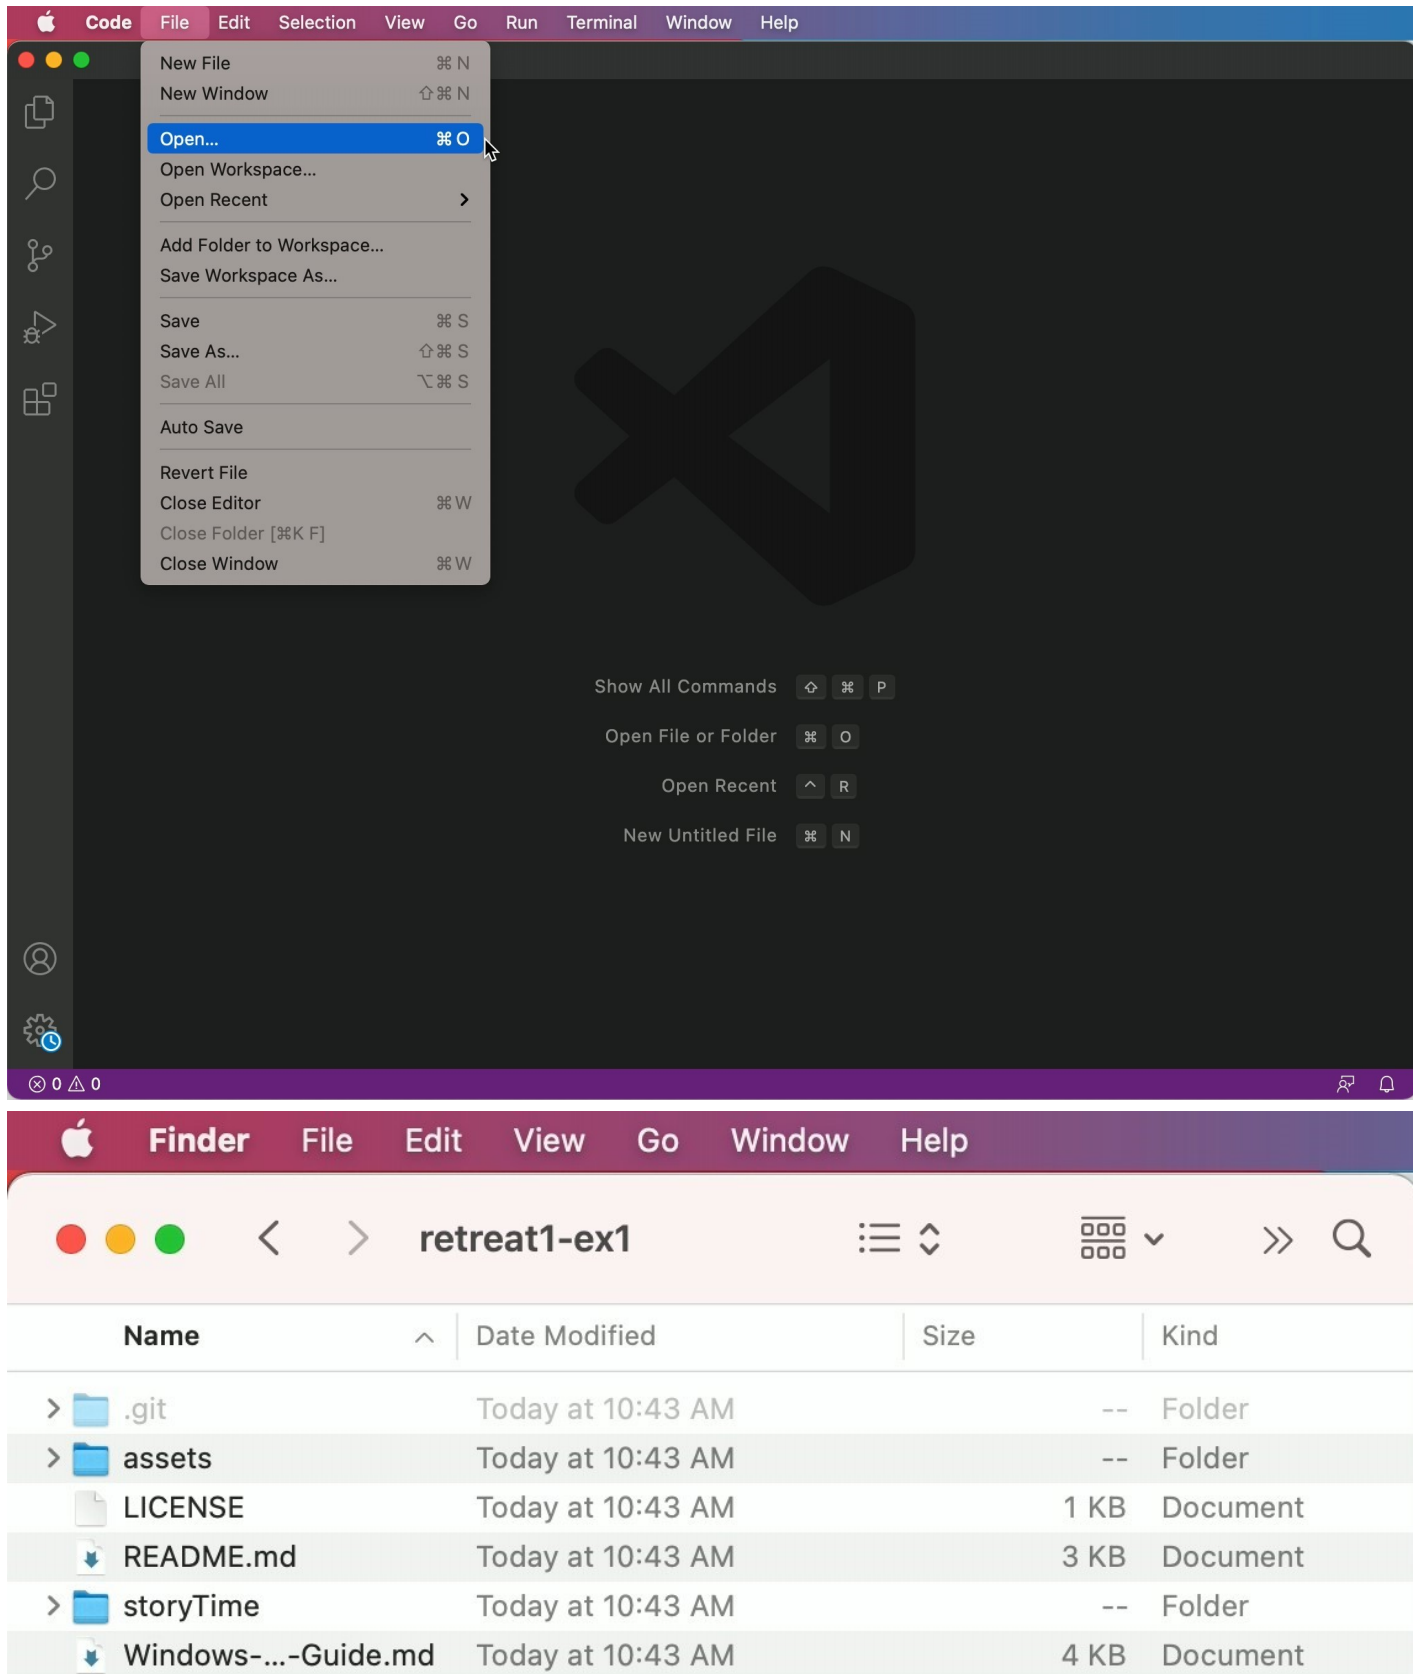 Code File Edit Selection View Go Run Terminal Window Help
New File ⌘ N
New Window ⇧⌘ N
Open... ⌘ O
Open Workspace...
Open Recent
Add Folder to Workspace...
Save Workspace As...
Save ⌘ S
Save As... ⇧⌘ S
Save All ⌥⌘ S
Auto Save
Revert File
Close Editor ⌘ W
Close Folder [⌘K F]
Close Window ⌘ W
Show All Commands ⇧ ⌘ P
Open File or Folder ⌘ O
Open Recent ^ R
New Untitled File ⌘ N
0 0
Finder File Edit View Go Window Help
retreat1-ex1
Name Date Modified Size Kind
.git Today at 10:43 AM -- Folder
assets Today at 10:43 AM -- Folder
LICENSE Today at 10:43 AM 1 KB Document
README.md Today at 10:43 AM 3 KB Document
storyTime Today at 10:43 AM -- Folder
Windows-...-Guide.md Today at 10:43 AM 4 KB Document